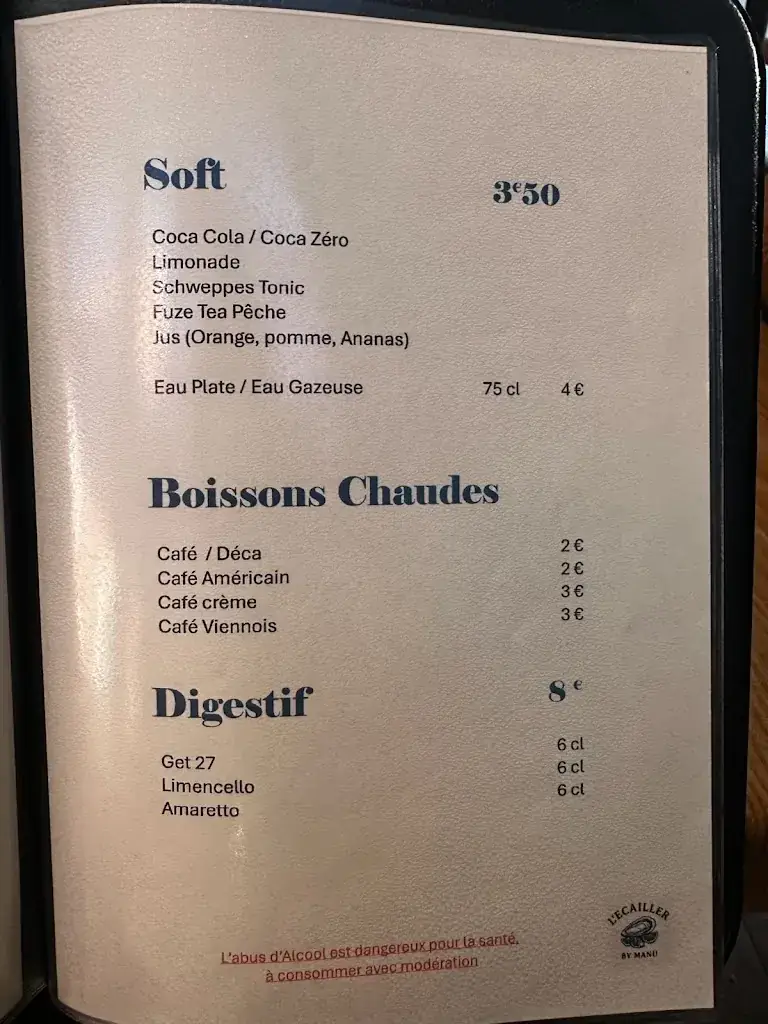 Soft 3€50
Coca Cola / Coca Zéro
Limonade
Schweppes Tonic
Fuze Tea Pêche
Jus (Orange, pomme, Ananas)
Eau Plate / Eau Gazeuse 75 cl 4 €
Boissons Chaudes
Café / Déca 2 €
Café Américain 2 €
Café crème 3 €
Café Viennois 3 €
Digestif 8 €
Get 27 6 cl
Limencello 6 cl
Amaretto 6 cl
L'abus d'Alcool est dangereux pour la santé,
à consommer avec modération
L'ECAILLER
BY MANU